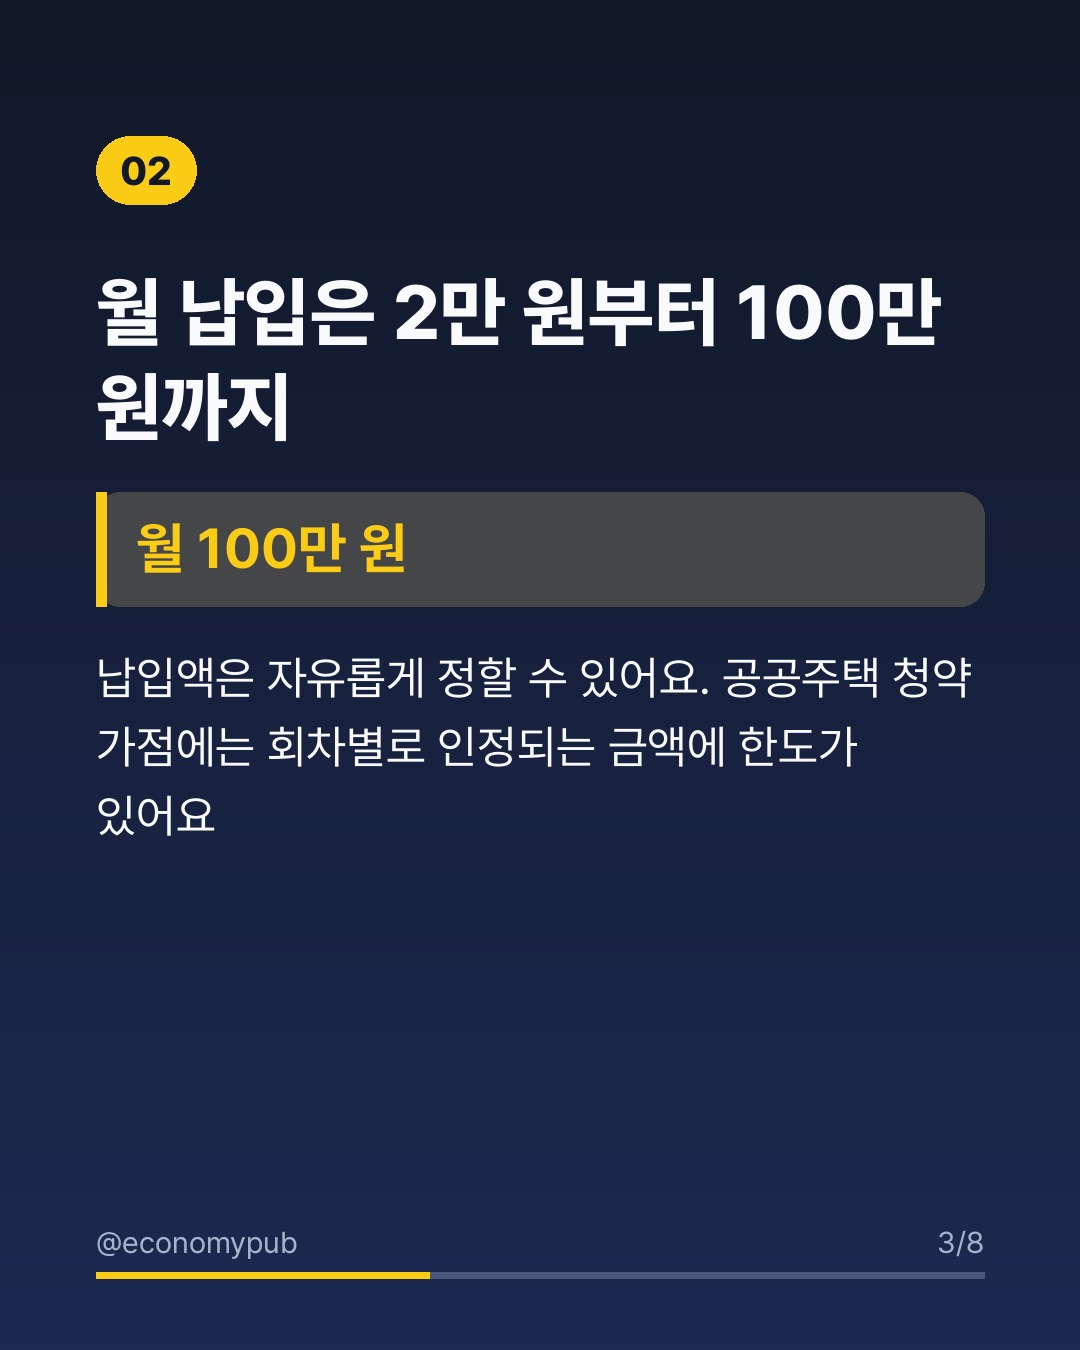 02
월 납입은 2만 원부터 100만
원까지
월 100만 원
납입액은 자유롭게 정할 수 있어요. 공공주택 청약
가점에는 회차별로 인정되는 금액에 한도가
있어요
@economypub
3/8